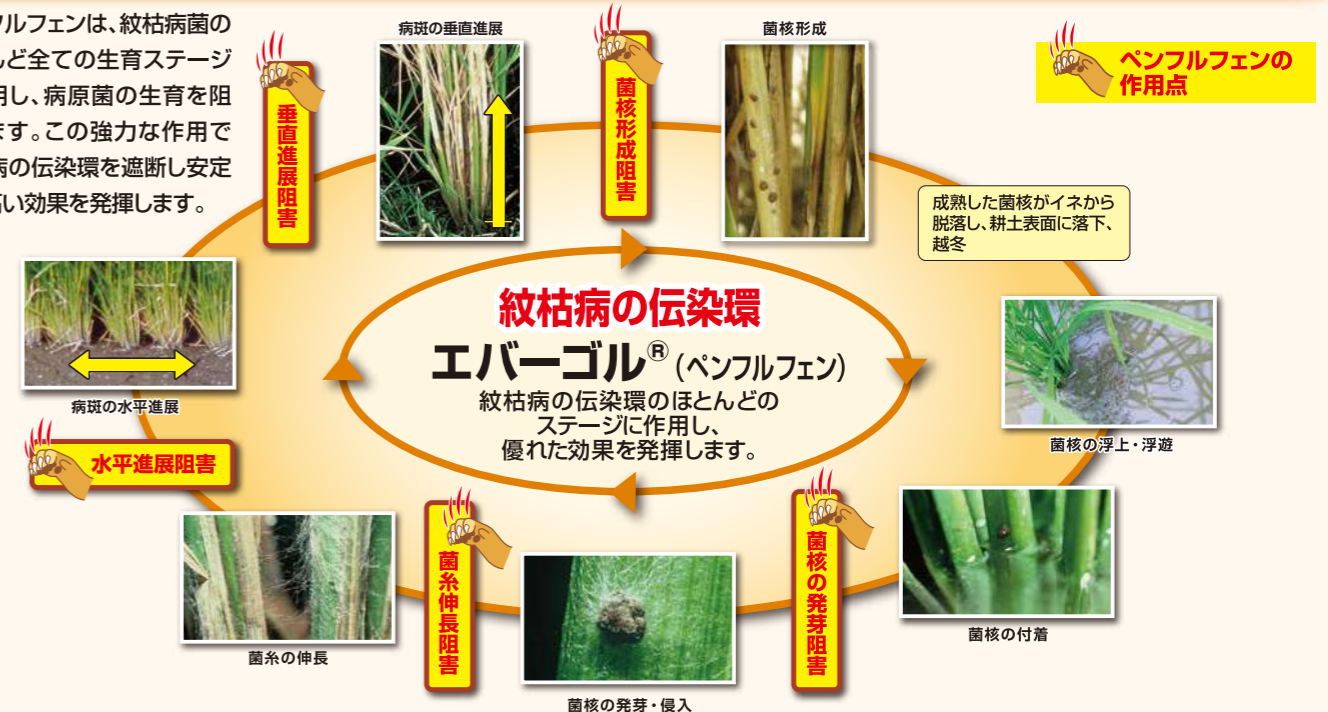 フルフェンは、紋枯病菌の
ど全ての生育ステージ
用し、病原菌の生育を阻
ます。この強力な作用で
病の伝染環を遮断し安定
高い効果を発揮します。
病斑の垂直進展
垂直進展阻害
菌核形成
菌核形成阻害
ペンフルフェンの
作用点
成熟した菌核がイネから
脱落し、耕土表面に落下、
越冬
紋枯病の伝染環
エバーゴル® (ペンフルフェン)
紋枯病の伝染環のほとんどの
ステージに作用し、
優れた効果を発揮します。
病斑の水平進展
水平進展阻害
菌核の浮上・浮遊
菌核の付着
菌核の発芽阻害
菌核の発芽・侵入
菌糸伸長阻害
菌糸の伸長